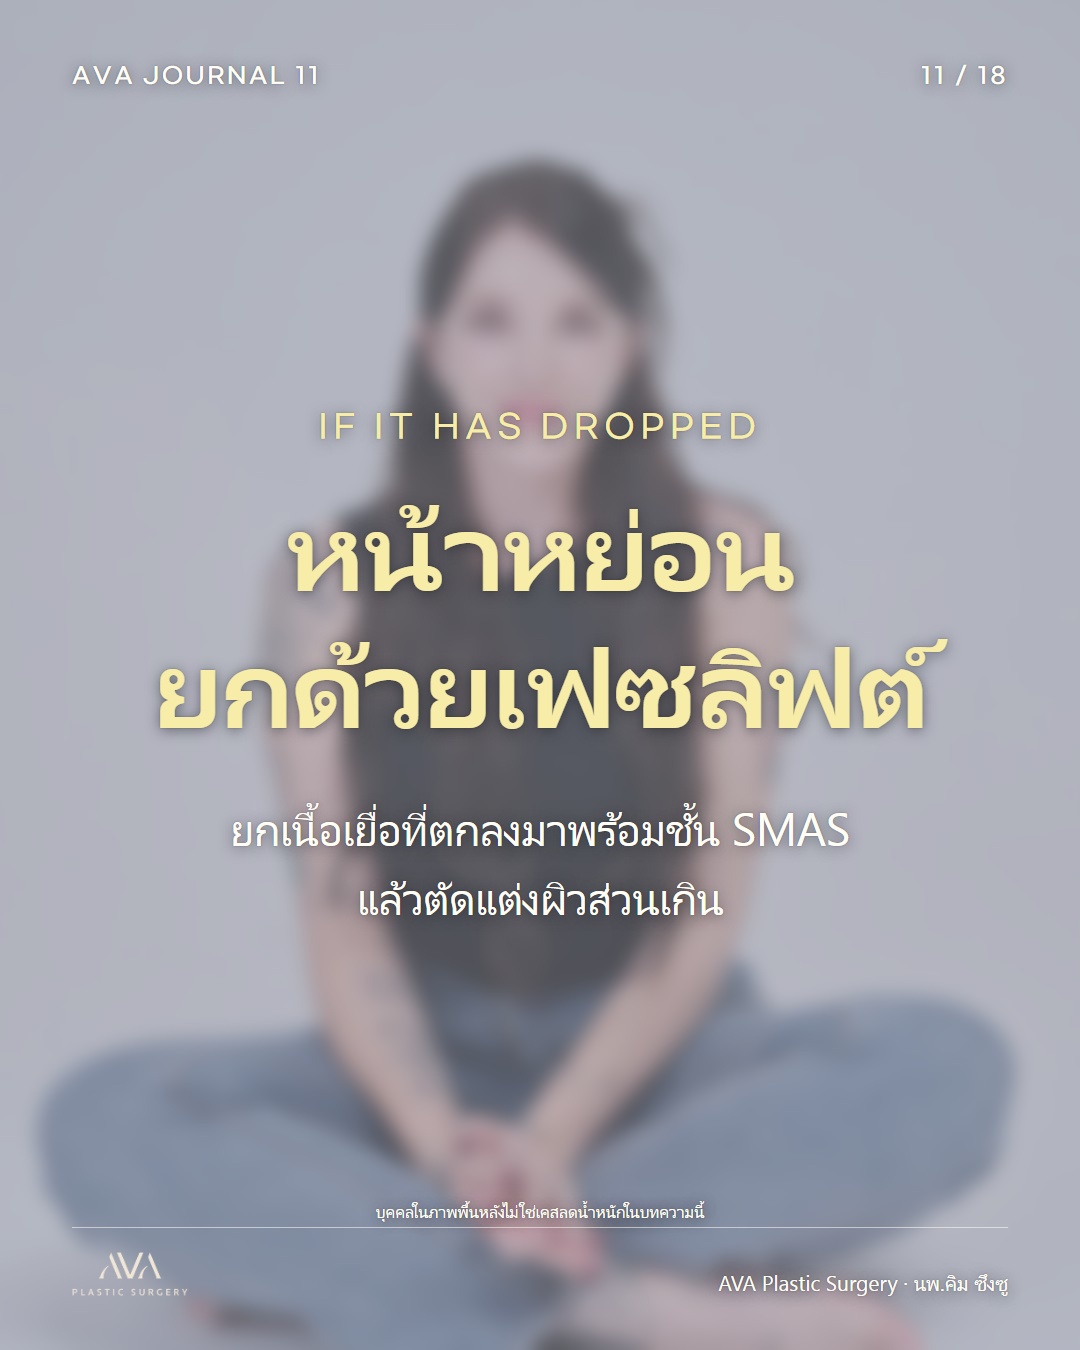 AVA JOURNAL 11
11 / 18
IF IT HAS DROPPED
หน้าหย่อน
ยกด้วยเฟซลิฟต์
ยกเนื้อเยื่อที่ตกลงมาพร้อมชั้น SMAS
แล้วตัดแต่งผิวส่วนเกิน
บุคคลในภาพพื้นหลังไม่ใช่เคสลดน้ำหนักในบทความนี้
AVA
PLASTIC SURGERY
AVA Plastic Surgery · นพ.คิม ซึงซู